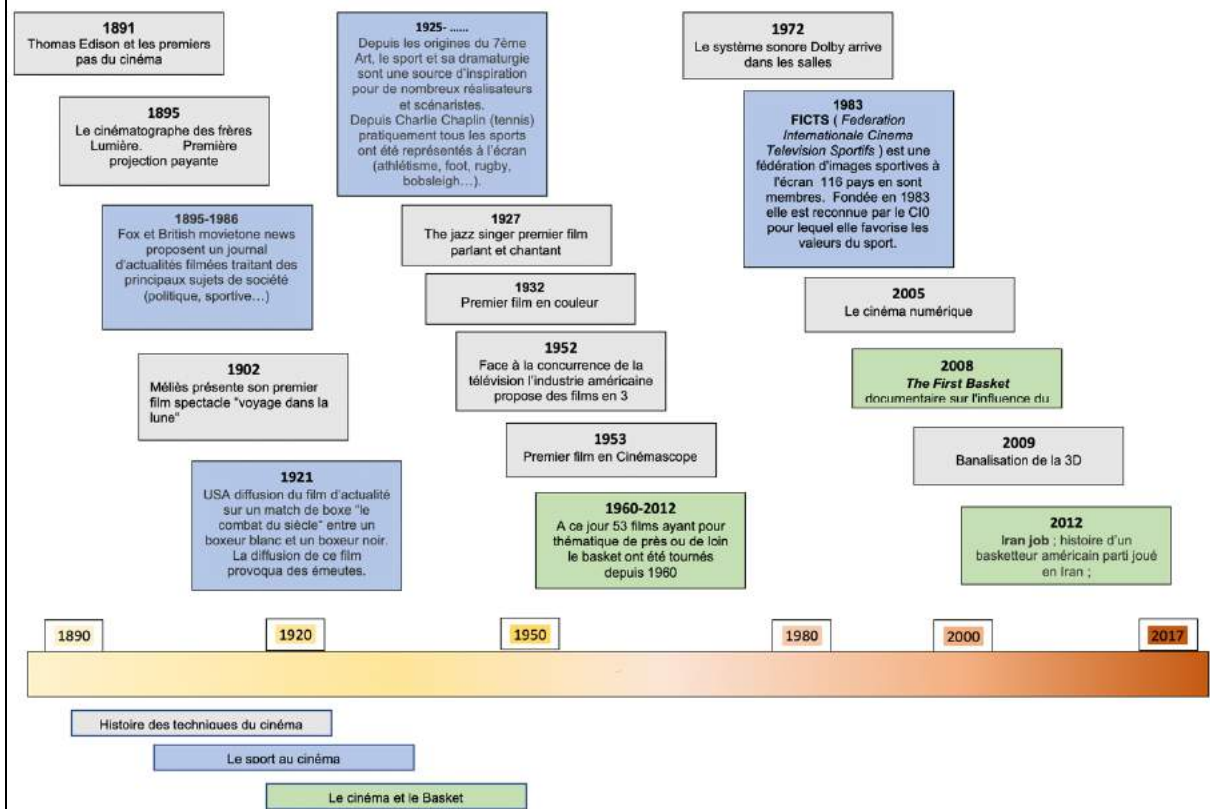 1891
Thomas Edison et les premiers
pas du cinéma
1895
Le cinématographe des frères
Lumière. Première
projection payante
1895-1986
Fox et British movietone news
proposent un journal
d'actualités filmées traitant des
principaux sujets de société
(politique, sportive…)
1902
Méliès présente son premier
film spectacle "voyage dans la
lune"
1921
USA diffusion du film d'actualité
sur un match de boxe "le
combat du siècle" entre un
boxeur blanc et un boxeur noir.
La diffusion de ce film
provoqua des émeutes.
1925- ......
Depuis les origines du 7ème
Art, le sport et sa dramaturgie
sont une source d'inspiration
pour de nombreux réalisateurs
et scénaristes.
Depuis Charlie Chaplin (tennis)
pratiquement tous les sports
ont été représentés à l'écran
(athlétisme, foot, rugby,
bobsleigh…).
1927
The jazz singer premier film
parlant et chantant
1932
Premier film en couleur
1952
Face à la concurrence de la
télévision l'industrie américaine
propose des films en 3
1953
Premier film en Cinémascope
1960-2012
A ce jour 53 films ayant pour
thématique de près ou de loin
le basket ont été tournés
depuis 1960
1972
Le système sonore Dolby arrive
dans les salles
1983
FICTS ( Federation
Internationale Cinema
Television Sportifs ) est une
fédération d'images sportives à
l'écran 116 pays en sont
membres. Fondée en 1983
elle est reconnue par le CI0
pour lequel elle favorise les
valeurs du sport.
2005
Le cinéma numérique
2008
The First Basket
documentaire sur l'influence du
2009
Banalisation de la 3D
2012
Iran job ; histoire d'un
basketteur américain parti joué
en Iran ;
1890
1920
1950
1980
2000
2017
Histoire des techniques du cinéma
Le sport au cinéma
Le cinéma et le Basket